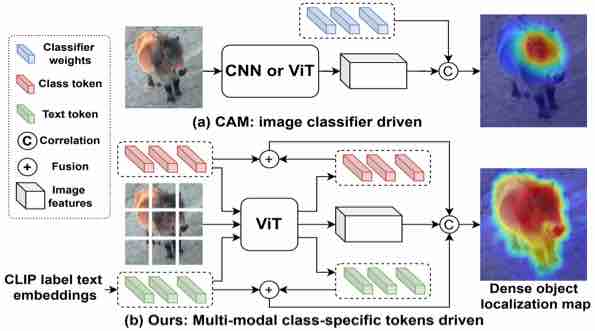 Classifier
weights
Class token
Text token
C Correlation
+ Fusion
Image
features
CNN or ViT
C
(a) CAM: image classifier driven
+
ViT
C
CLIP label text
embeddings
+
Dense object
localization map
(b) Ours: Multi-modal class-specific tokens driven